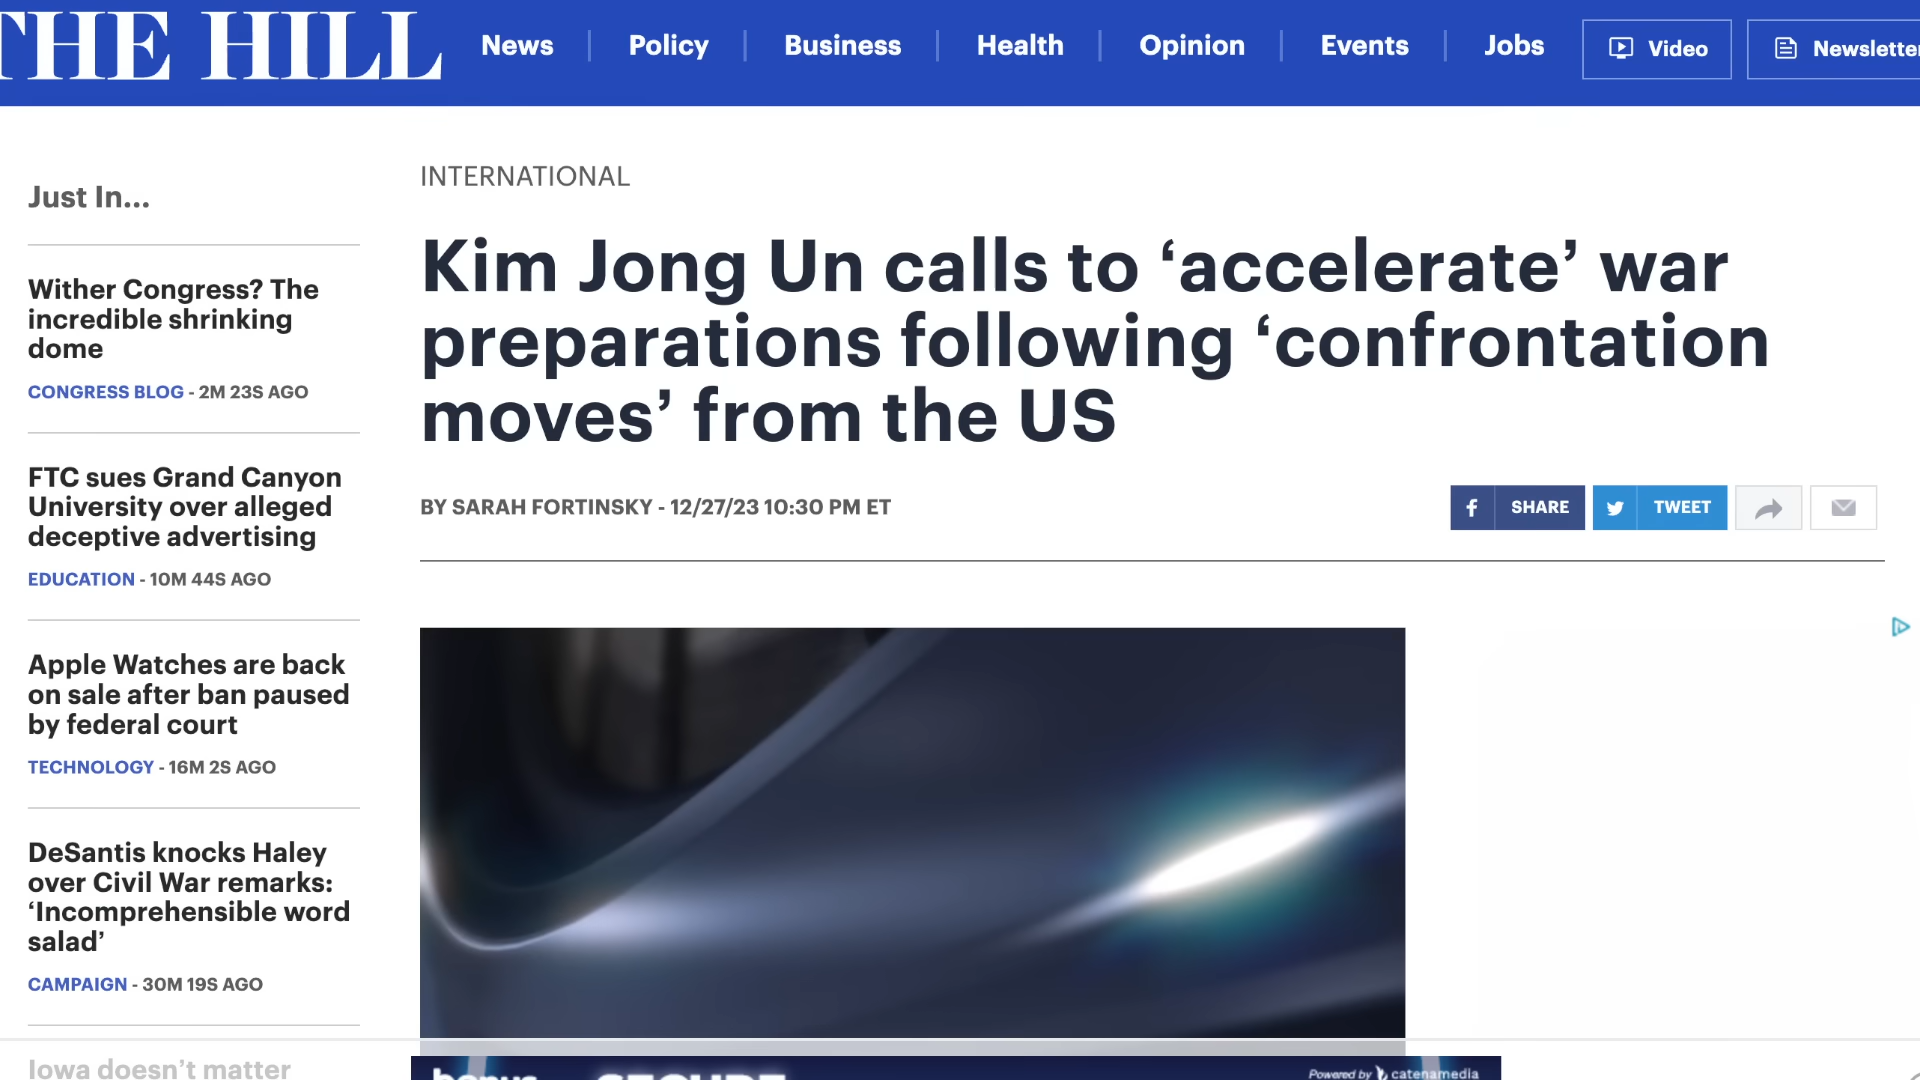 THE HILL
News
Policy
Business
Health
Opinion
Events
Jobs
Video
Just In...
Wither Congress? The
incredible shrinking
dome
CONGRESS BLOG - 2M 23S AGO
FTC sues Grand Canyon
University over alleged
deceptive advertising
EDUCATION - 10M 44S AGO
Apple Watches are back
on sale after ban paused
by federal court
TECHNOLOGY - 16M 2S AGO
DeSantis knocks Haley
over Civil War remarks:
‘Incomprehensible word
salad’
CAMPAIGN - 30M 19S AGO
Iowa doesn’t matter
INTERNATIONAL
Kim Jong Un calls to ‘accelerate’ war
preparations following ‘confrontation
moves’ from the US
BY SARAH FORTINSKY - 12/27/23 10:30 PM ET
SHARE
TWEET
Powered by catenamedia